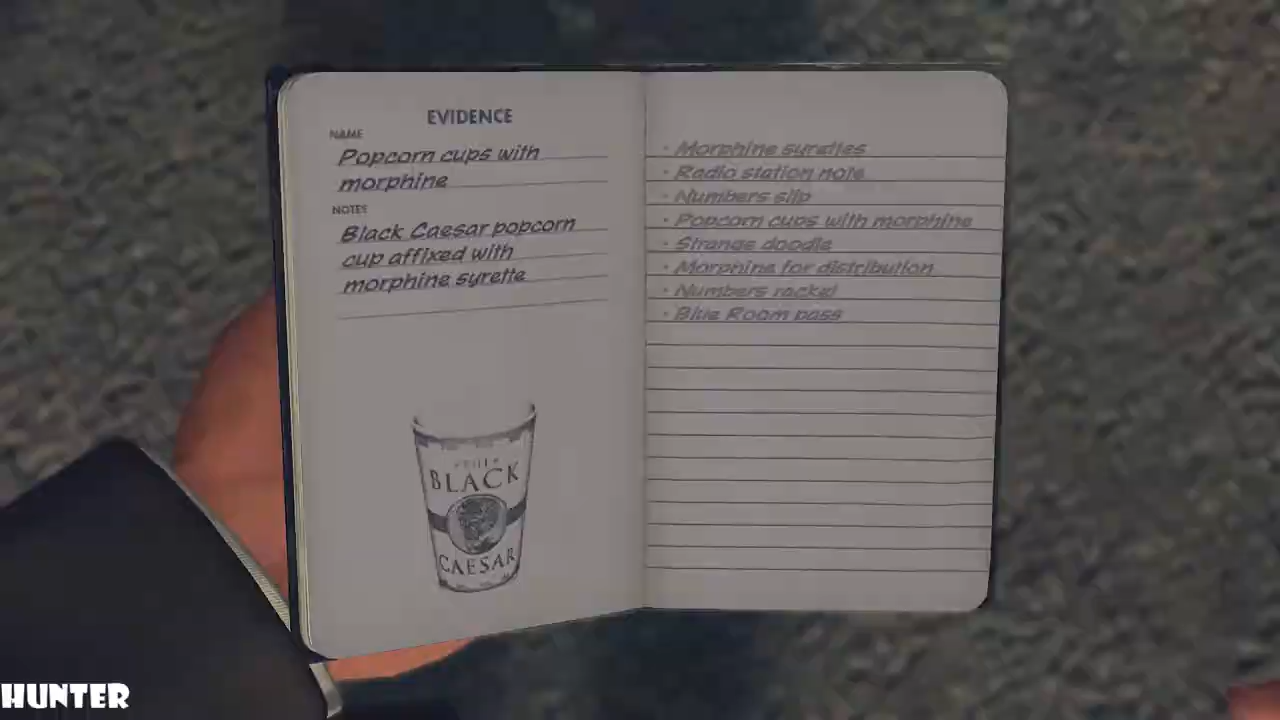 EVIDENCE
NAME
Popcorn cups with
morphine
NOTES
Black Caesar popcorn
cup affixed with
morphine syrette
THE
BLACK
CAESAR
• Morphine syrettes
• Radio station note
• Numbers slip
• Popcorn cups with morphine
• Strange doodle
• Morphine for distribution
• Numbers racket
• Blue Room pass
HUNTER